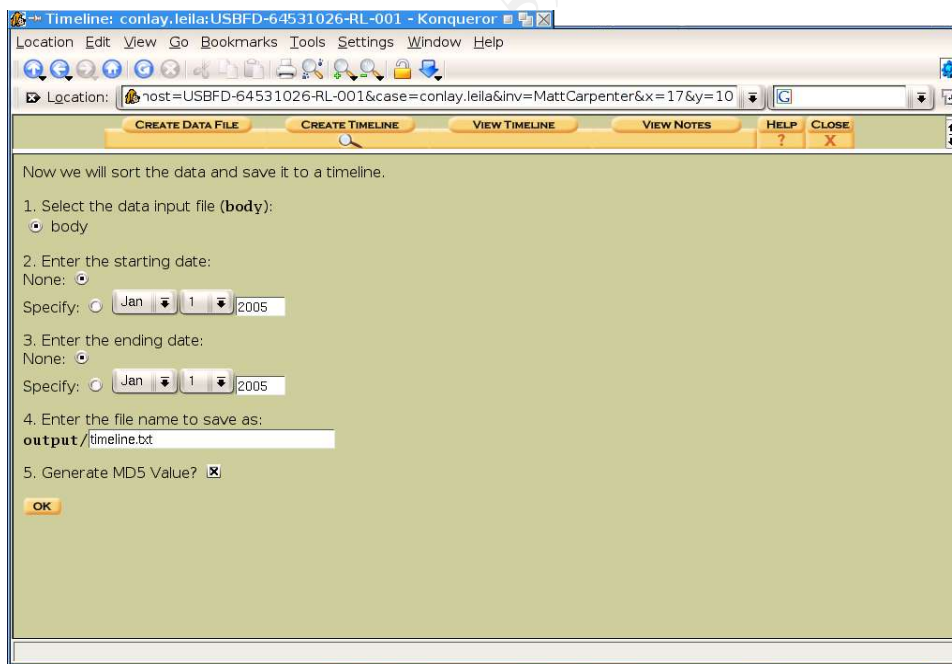 Timeline: conlay.leila:USBFD-64531026-RL-001 - Konqueror
Location Edit View Go Bookmarks Tools Settings Window Help
Location: host=USBFD-64531026-RL-001&case=conlay.leila&inv=MattCarpenter&x=17&y=10
CREATE DATA FILE CREATE TIMELINE VIEW TIMELINE VIEW NOTES HELP CLOSE
? X
Now we will sort the data and save it to a timeline.
1. Select the data input file (body):
body
2. Enter the starting date:
None:
Specify: Jan 1 2005
3. Enter the ending date:
None:
Specify: Jan 1 2005
4. Enter the file name to save as:
output/timeline.txt
5. Generate MD5 Value?
OK